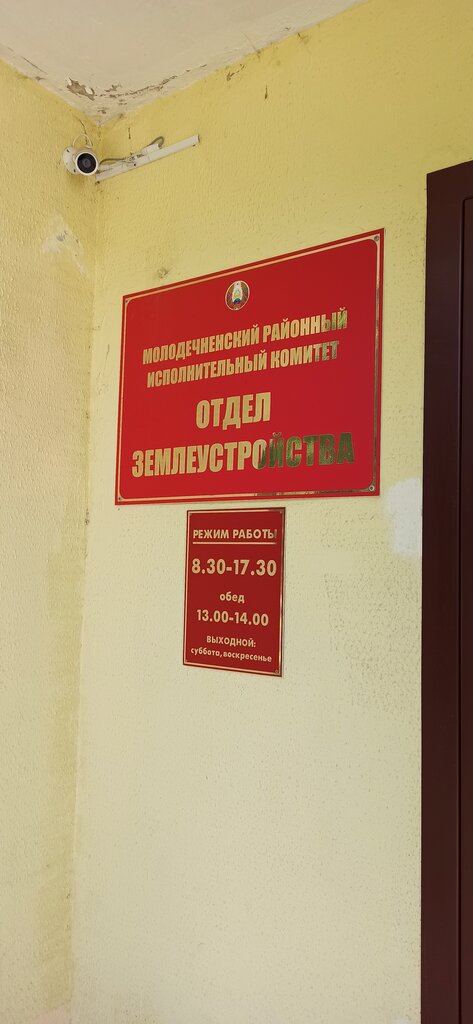 МОЛОДЕЧНЕНСКИЙ РАЙОННЫЙ
ИСПОЛНИТЕЛЬНЫЙ КОМИТЕТ
ОТДЕЛ
ЗЕМЛЕУСТРОЙСТВА
РЕЖИМ РАБОТЫ
8.30-17.30
обед
13.00-14.00
ВЫХОДНОЙ:
суббота, воскресенье